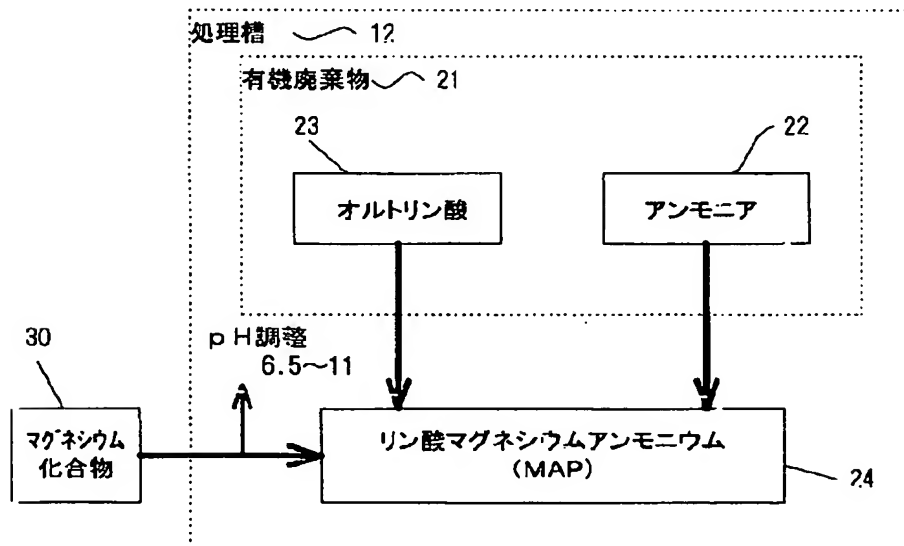 処理槽 12
有機廃棄物 21
23
22
オルトリン酸
アンモニア
30
pH調整
6.5～11
マグネシウム
化合物
リン酸マグネシウムアンモニウム
(MAP)
24